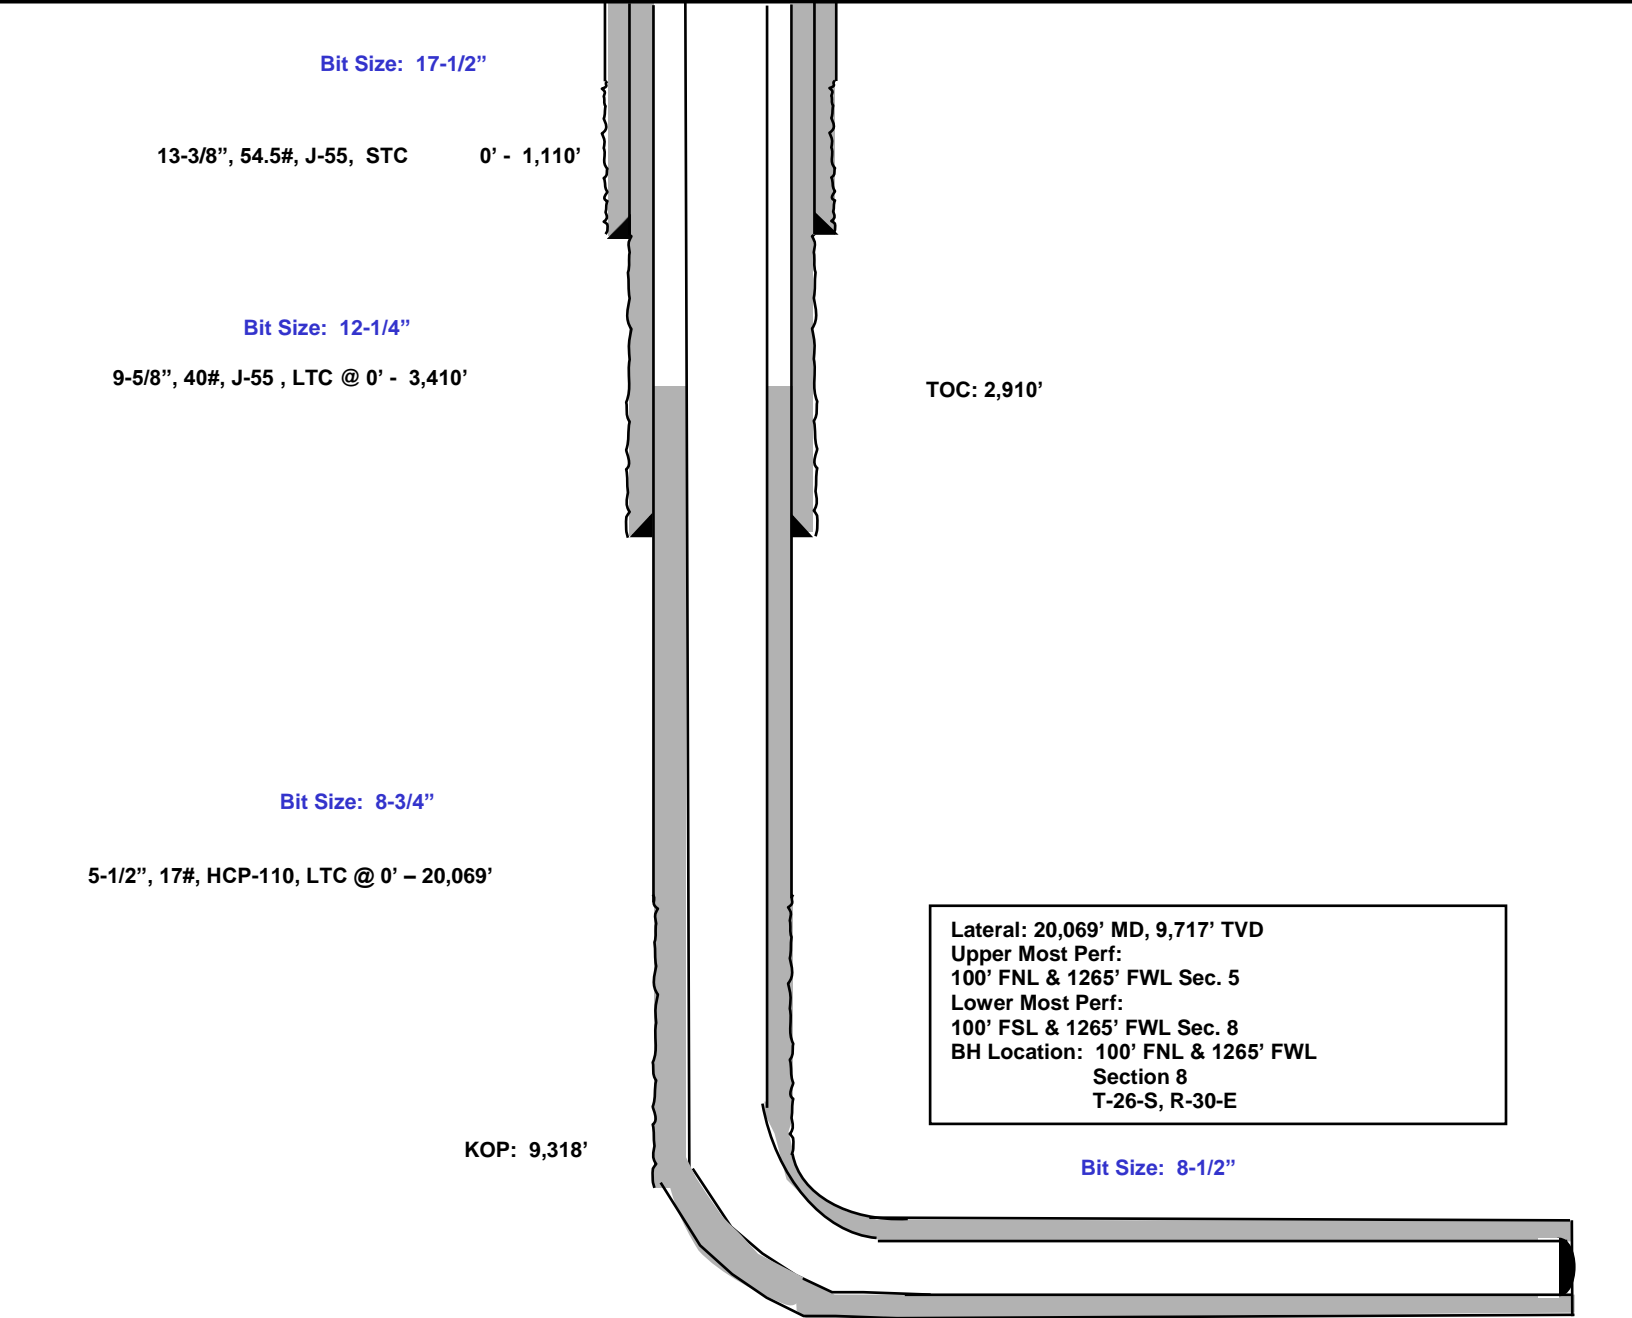 Bit Size: 17-1/2”
13-3/8”, 54.5#, J-55, STC 0’ - 1,110’
Bit Size: 12-1/4”
9-5/8”, 40#, J-55 , LTC @ 0’ - 3,410’
TOC: 2,910’
Bit Size: 8-3/4”
5-1/2”, 17#, HCP-110, LTC @ 0’ – 20,069’
Lateral: 20,069’ MD, 9,717’ TVD
Upper Most Perf:
100’ FNL & 1265’ FWL Sec. 5
Lower Most Perf:
100’ FSL & 1265’ FWL Sec. 8
BH Location: 100’ FNL & 1265’ FWL
Section 8
T-26-S, R-30-E
KOP: 9,318’
Bit Size: 8-1/2”